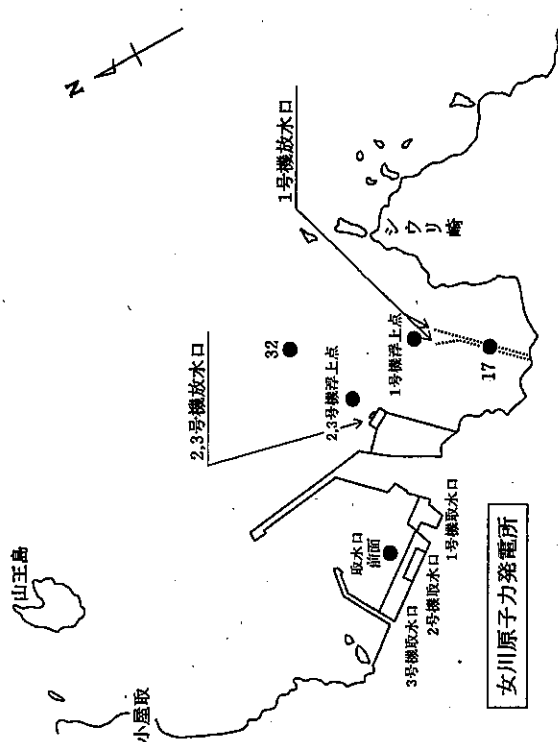 N
1号機放水口
2,3号機放水口
山王島
小屋取
32
2,3号機浮上点
1号機浮上点
17
シウリ崎
取水口
前面
1号機取水口
2号機取水口
3号機取水口
女川原子力発電所